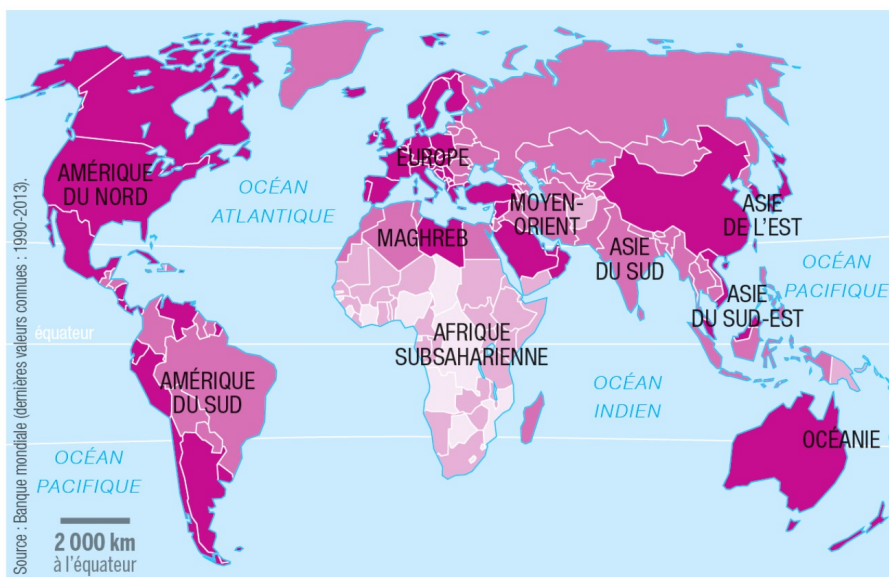 AMÉRIQUE
DU NORD
OCÉAN
ATLANTIQUE
EUROPE
MOYEN-
ORIENT
MAGHREB
ASIE
DE L'EST
ASIE
DU SUD
OCÉAN
PACIFIQUE
ASIE
DU SUD-EST
équateur
AFRIQUE
SUBSAHARIENNE
AMÉRIQUE
DU SUD
OCÉAN
INDIEN
OCÉANIE
OCÉAN
PACIFIQUE
2 000 km
à l'équateur
Source : Banque mondiale (dernières valeurs connues : 1990-2013).